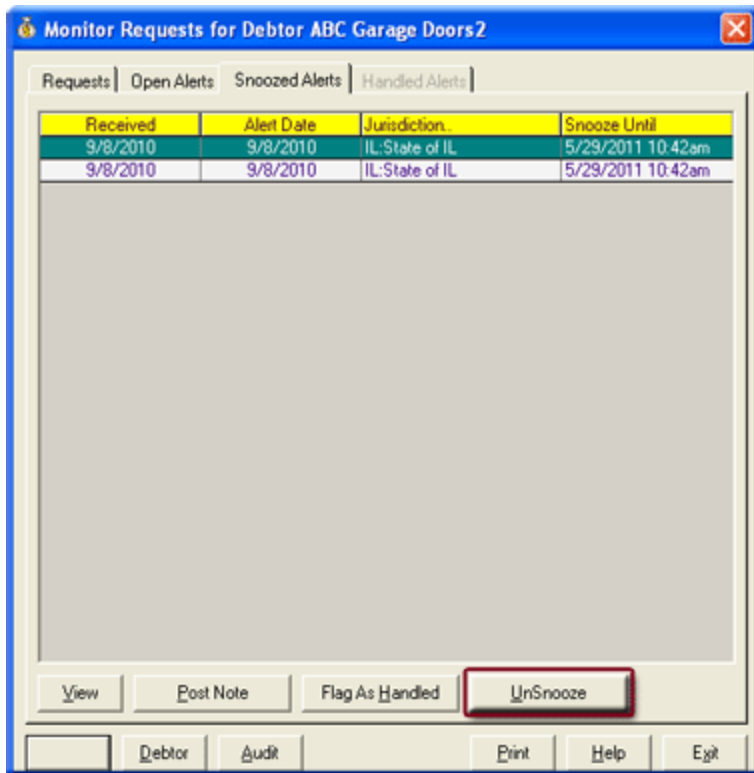 Monitor Requests for Debtor ABC Garage Doors2
Requests Open Alerts Snoozed Alerts Handled Alerts
Received Alert Date Jurisdiction.. Snooze Until
9/8/2010 9/8/2010 IL:State of IL 5/29/2011 10:42am
9/8/2010 9/8/2010 IL:State of IL 5/29/2011 10:42am
View Post Note Flag As Handled UnSnooze
Debtor Audit Print Help Exit